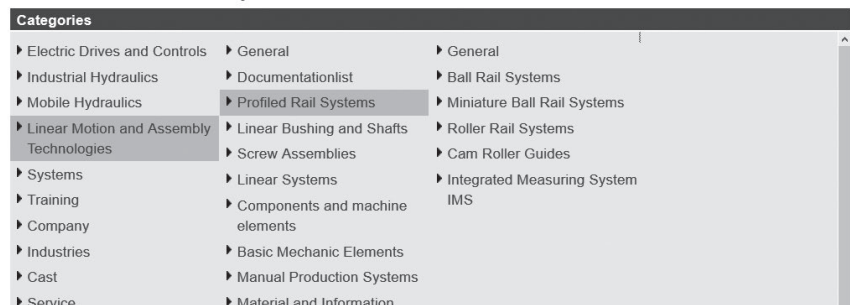 Categories
Electric Drives and Controls
Industrial Hydraulics
Mobile Hydraulics
Linear Motion and Assembly
Technologies
Systems
Training
Company
Industries
Cast
Service
General
Documentationlist
Profiled Rail Systems
Linear Bushing and Shafts
Screw Assemblies
Linear Systems
Components and machine
elements
Basic Mechanic Elements
Manual Production Systems
Material and Information
General
Ball Rail Systems
Miniature Ball Rail Systems
Roller Rail Systems
Cam Roller Guides
Integrated Measuring System
IMS